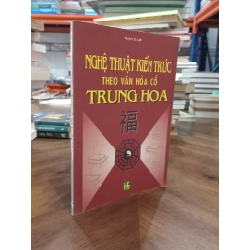 NGHỆ THUẬT KIẾN TRÚC
THEO VĂN HÓA CỔ
TRUNG HOA
福